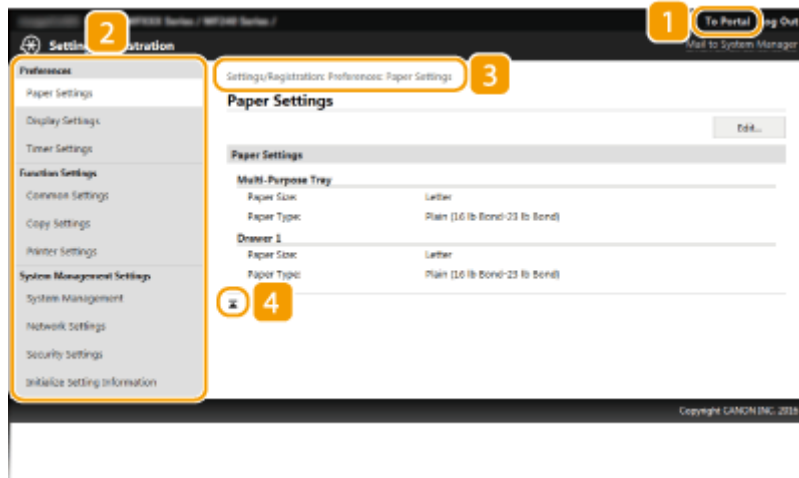 MF240 Series /
1
To Portal
Log Out
2
Mail to System Manager
Preferences
Paper Settings
Display Settings
Timer Settings
Function Settings
Common Settings
Copy Settings
Printer Settings
System Management Settings
System Management
Network Settings
Security Settings
Initialize Setting Information
Settings/Registration: Preferences: Paper Settings
3
Paper Settings
Edit...
Paper Settings
Multi-Purpose Tray
Paper Size: Letter
Paper Type: Plain (16 lb Bond-23 lb Bond)
Drawer 1
Paper Size: Letter
Paper Type: Plain (16 lb Bond-23 lb Bond)
4
Copyright CANON INC. 2016